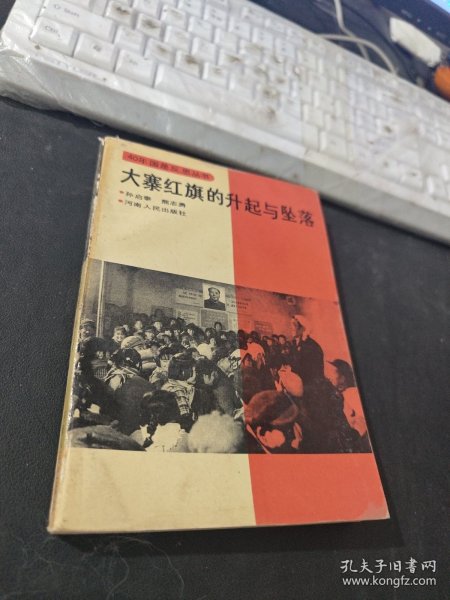 40年国是反思丛书
大寨红旗的升起与坠落
•孙启泰 熊志勇
•河南人民出版社
孔夫子旧书网
www.kongfz.com